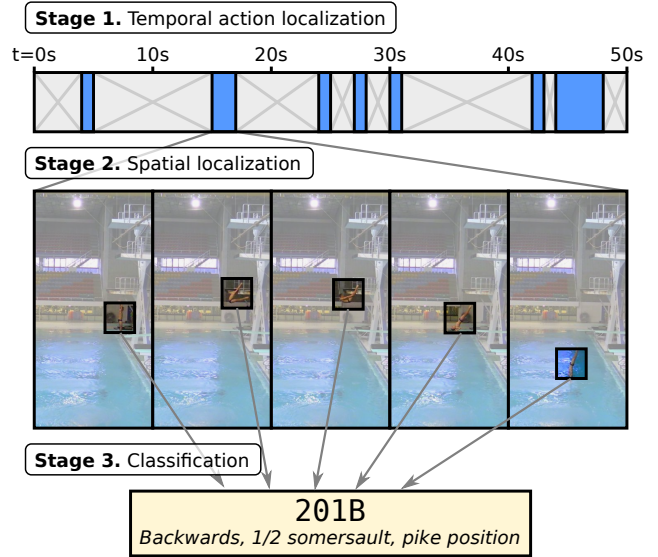 Stage 1. Temporal action localization
t=0s 10s 20s 30s 40s 50s
Stage 2. Spatial localization
Stage 3. Classification
201B
Backwards, 1/2 somersault, pike position